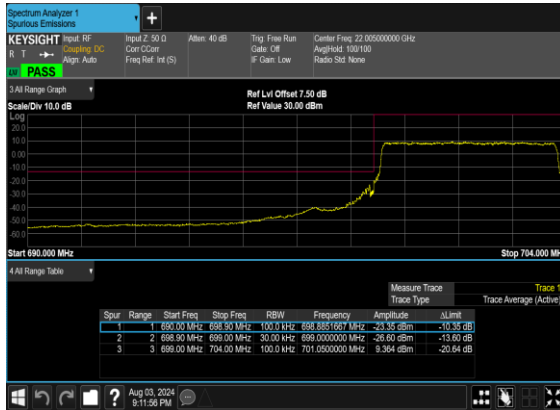 Spectrum Analyzer 1
Spurious Emissions
+
KEYSIGHT Input: RF Input Z: 50 Ω Atten: 40 dB Trig: Free Run Center Freq: 22.005000000 GHz
R T Coupling: DC Corr CCorr Gate: Off Avg|Hold: 100/100
Align: Auto Freq Ref: Int (S) IF Gain: Low Radio Std: None
PASS
3 All Range Graph
Ref Lvl Offset 7.50 dB
Scale/Div 10.0 dB Ref Value 30.00 dBm
Log
20.0
10.0
0.00
-10.0
-20.0
-30.0
-40.0
-50.0
-60.0
Start 690.000 MHz Stop 704.000 MH
4 All Range Table
Measure Trace Trace 1
Trace Type Trace Average (Active)
Spur Range Start Freq Stop Freq RBW Frequency Amplitude ΔLimit
1 1 690.00 MHz 698.90 MHz 100.0 kHz 698.8851667 MHz -23.35 dBm -10.35 dB
2 2 698.90 MHz 699.00 MHz 30.00 kHz 699.0000000 MHz -26.60 dBm -13.60 dB
3 3 699.00 MHz 704.00 MHz 100.0 kHz 701.0500000 MHz 9.364 dBm -20.64 dB
? Aug 03, 2024
9:11:56 PM